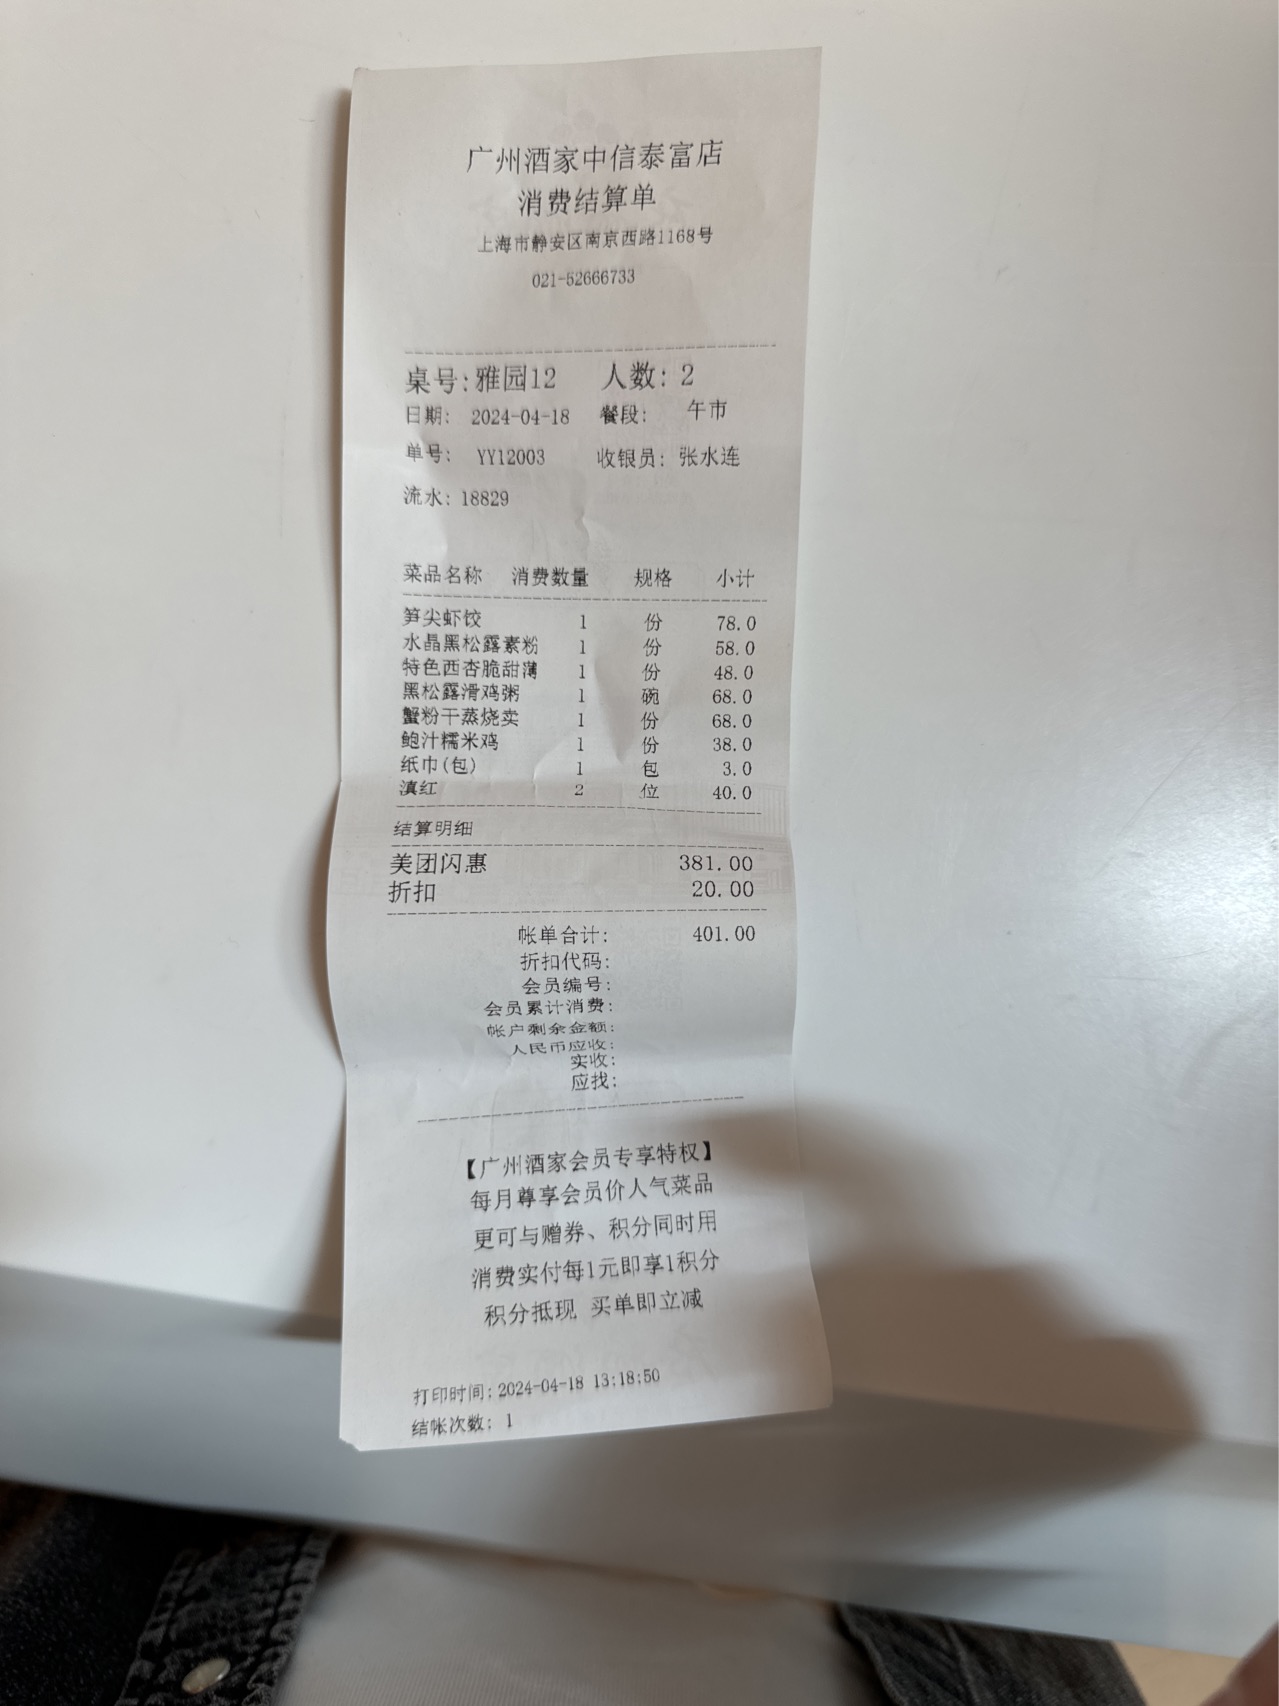 广州酒家中信泰富店
消费结算单
上海市静安区南京西路1168号
021-52666733
桌号:雅园12 人数: 2
日期: 2024-04-18 餐段: 午市
单号: YY12003 收银员: 张水连
流水: 18829
菜品名称 消费数量 规格 小计
笋尖虾饺 1 份 78.0
水晶黑松露素粉 1 份 58.0
特色西杏脆甜薄 1 份 48.0
黑松露滑鸡粥 1 碗 68.0
蟹粉干蒸烧卖 1 份 68.0
鲍汁糯米鸡 1 份 38.0
纸巾(包) 1 包 3.0
滇红 2 位 40.0
结算明细
美团闪惠 381.00
折扣 20.00
帐单合计: 401.00
折扣代码:
会员编号:
会员累计消费:
帐户剩余金额:
人民币应收:
实收:
应找:
【广州酒家会员专享特权】
每月尊享会员价人气菜品
更可与赠券、积分同时用
消费实付每1元即享1积分
积分抵现 买单即立减
打印时间:2024-04-18 13:18:50
结帐次数: 1